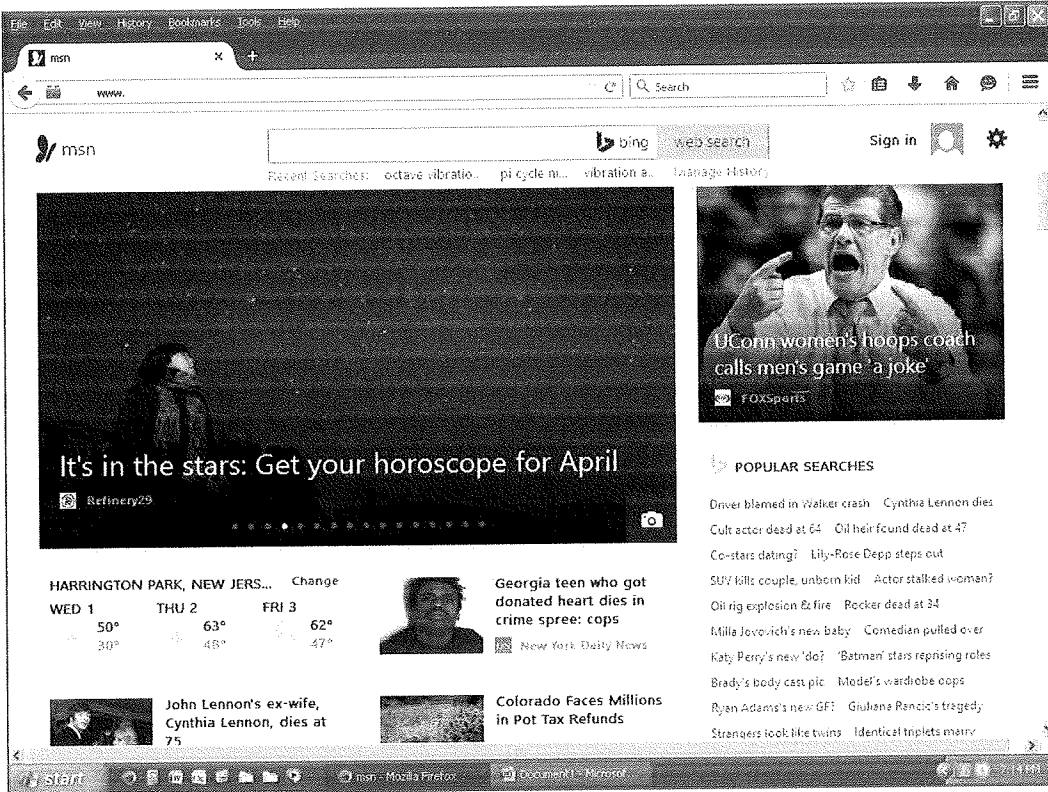 File Edit View History Bookmarks Tools Help
msn
www.
Search
msn
bing web search
Sign in
Recent Searches: octave vibratio.. pi cycle m... vibration a.. Manage History
It's in the stars: Get your horoscope for April
Refinery29
UConn women's hoops coach
calls men's game 'a joke'
FOXSports
POPULAR SEARCHES
Driver blamed in Walker crash Cynthia Lennon dies
Cult actor dead at 64 Oil heir found dead at 47
Co-stars dating? Lily-Rose Depp steps out
SUV kills couple, unborn kid Actor stalked woman?
Oil rig explosion & fire Rocker dead at 34
Milla Jovovich's new baby Comedian pulled over
Katy Perry's new 'do? 'Batman' stars reprising roles
Brady's body cast pic Model's wardrobe oops
Ryan Adams's new GF? Giuliana Rancic's tragedy
Strangers look like twins Identical triplets marry
HARRINGTON PARK, NEW JERS... Change
WED 1 THU 2 FRI 3
50° 63° 62°
30° 48° 47°
Georgia teen who got
donated heart dies in
crime spree: cops
New York Daily News
John Lennon's ex-wife,
Cynthia Lennon, dies at
75
Colorado Faces Millions
in Pot Tax Refunds
start
msn - Mozilla Firefox
Document1 - Microsof...
7:14 PM